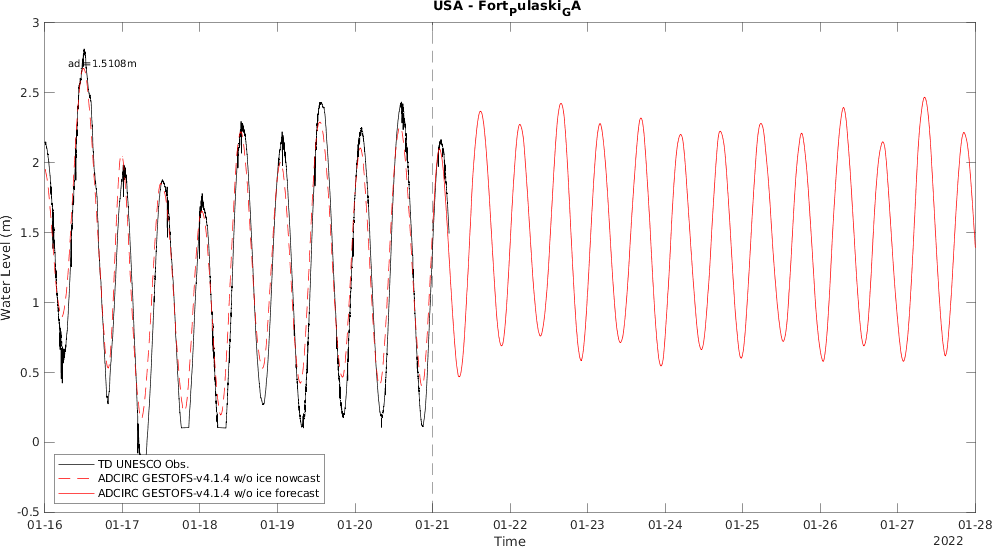 USA - Fort_Pulaski_GA
3
2.5
2
1.5
1
0.5
0
-0.5
Water Level (m)
adj=1.5108m
TD UNESCO Obs.
ADCIRC GESTOFS-v4.1.4 w/o ice nowcast
ADCIRC GESTOFS-v4.1.4 w/o ice forecast
01-16 01-17 01-18 01-19 01-20 01-21 01-22 01-23 01-24 01-25 01-26 01-27 01-28
Time
2022